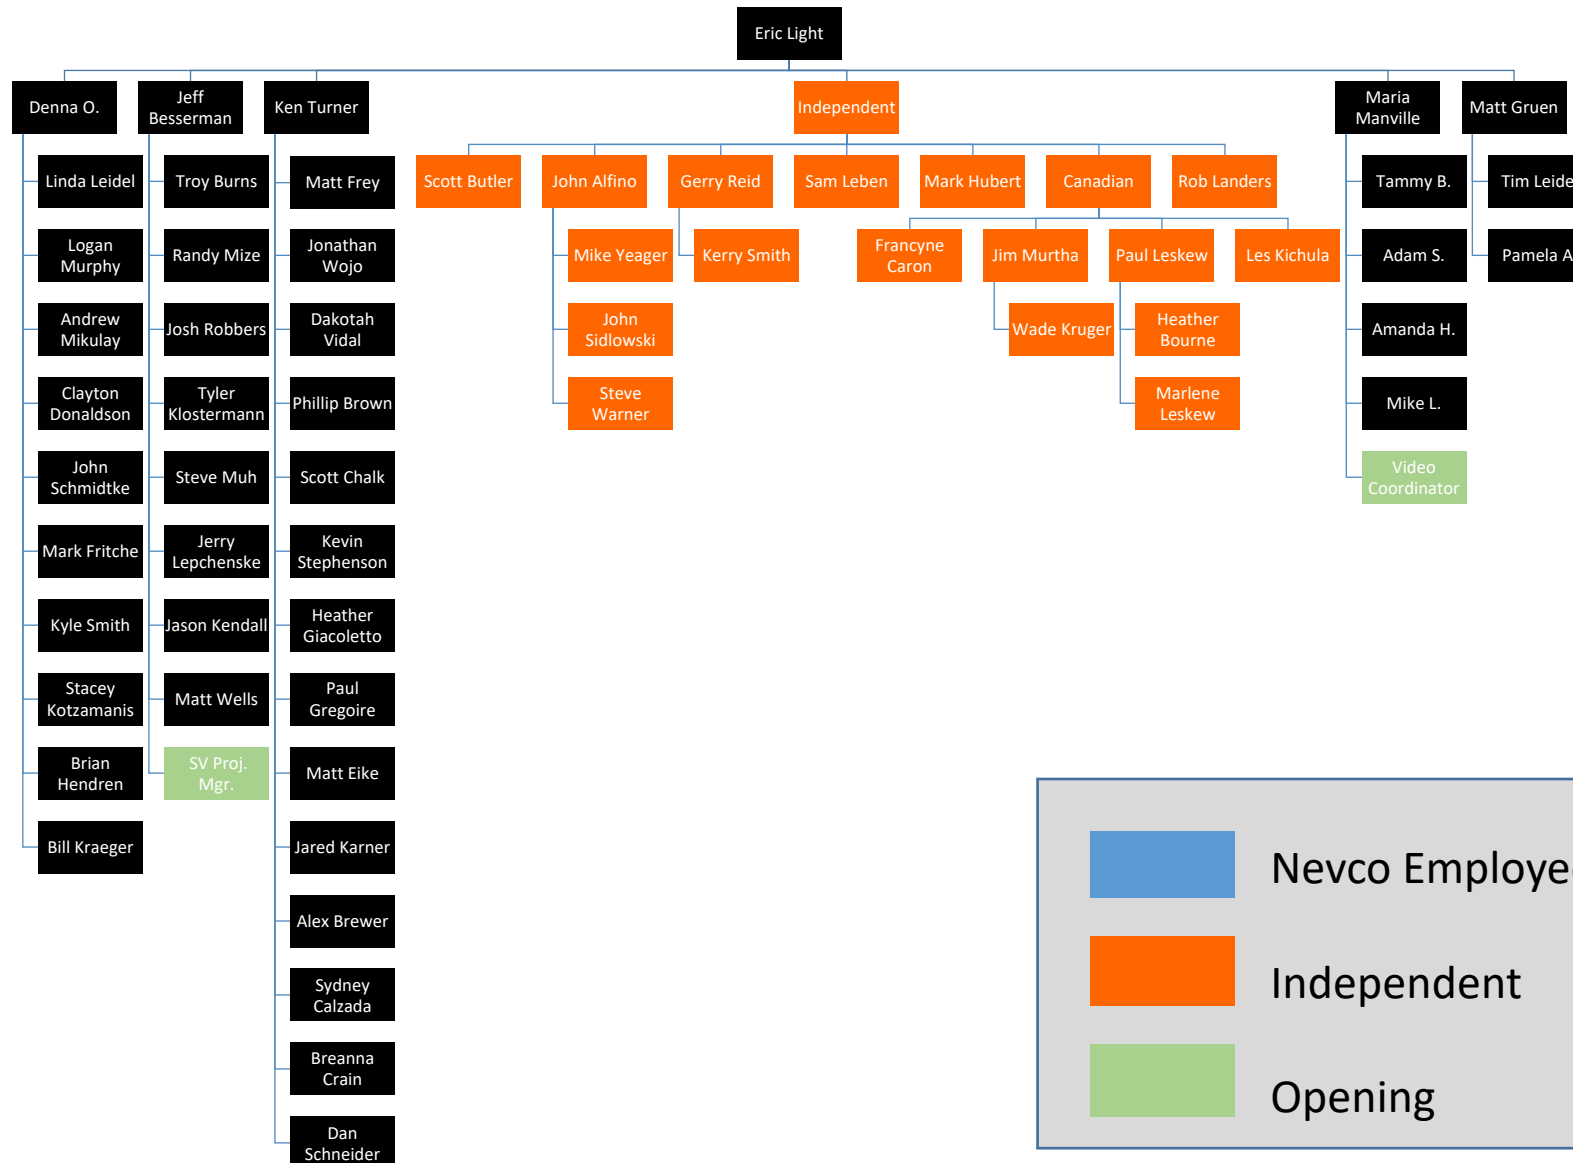 Eric Light
Denna O.
Jeff
Besserman
Ken Turner
Independent
Maria
Manville
Matt Gruen
Linda Leidel
Logan
Murphy
Andrew
Mikulay
Clayton
Donaldson
John
Schmidtke
Mark Fritche
Kyle Smith
Stacey
Kotzamanis
Brian
Hendren
Bill Kraeger
Troy Burns
Randy Mize
Josh Robbers
Tyler
Klostermann
Steve Muh
Jerry
Lepchenske
Jason Kendall
Matt Wells
SV Proj.
Mgr.
Matt Frey
Jonathan
Wojo
Dakotah
Vidal
Phillip Brown
Scott Chalk
Kevin
Stephenson
Heather
Giacoletto
Paul
Gregoire
Matt Eike
Jared Karner
Alex Brewer
Sydney
Calzada
Breanna
Crain
Dan
Schneider
Scott Butler
John Alfino
Gerry Reid
Sam Leben
Mark Hubert
Canadian
Rob Landers
Mike Yeager
John
Sidlowski
Steve
Warner
Kerry Smith
Francyne
Caron
Jim Murtha
Paul Leskew
Les Kichula
Wade Kruger
Heather
Bourne
Marlene
Leskew
Tammy B.
Adam S.
Amanda H.
Mike L.
Video
Coordinator
Tim Leide
Pamela A
Nevco Employe
Independent
Opening